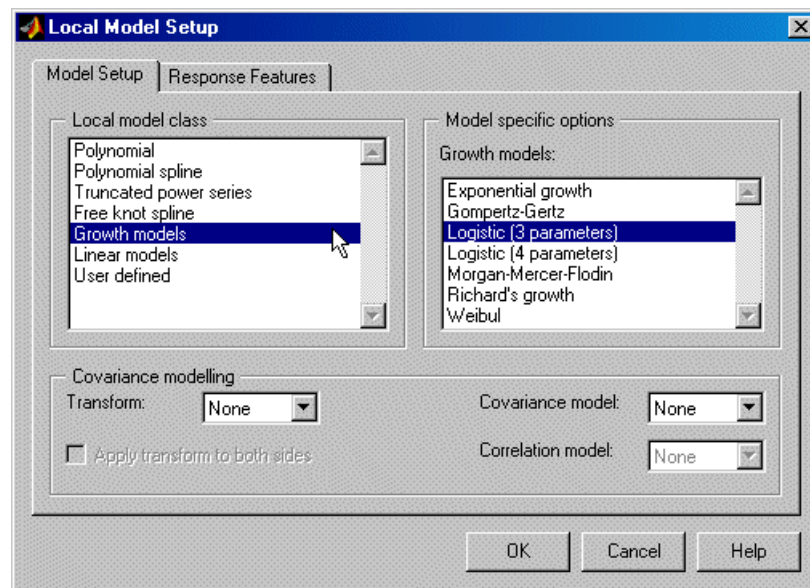 Local Model Setup
Model Setup
Response Features
Local model class
Polynomial
Polynomial spline
Truncated power series
Free knot spline
Growth models
Linear models
User defined
Model specific options
Growth models:
Exponential growth
Gompertz-Gertz
Logistic (3 parameters)
Logistic (4 parameters)
Morgan-Mercer-Flodin
Richard's growth
Weibul
Covariance modelling
Transform:
None
Apply transform to both sides
Covariance model:
None
Correlation model:
None
OK
Cancel
Help